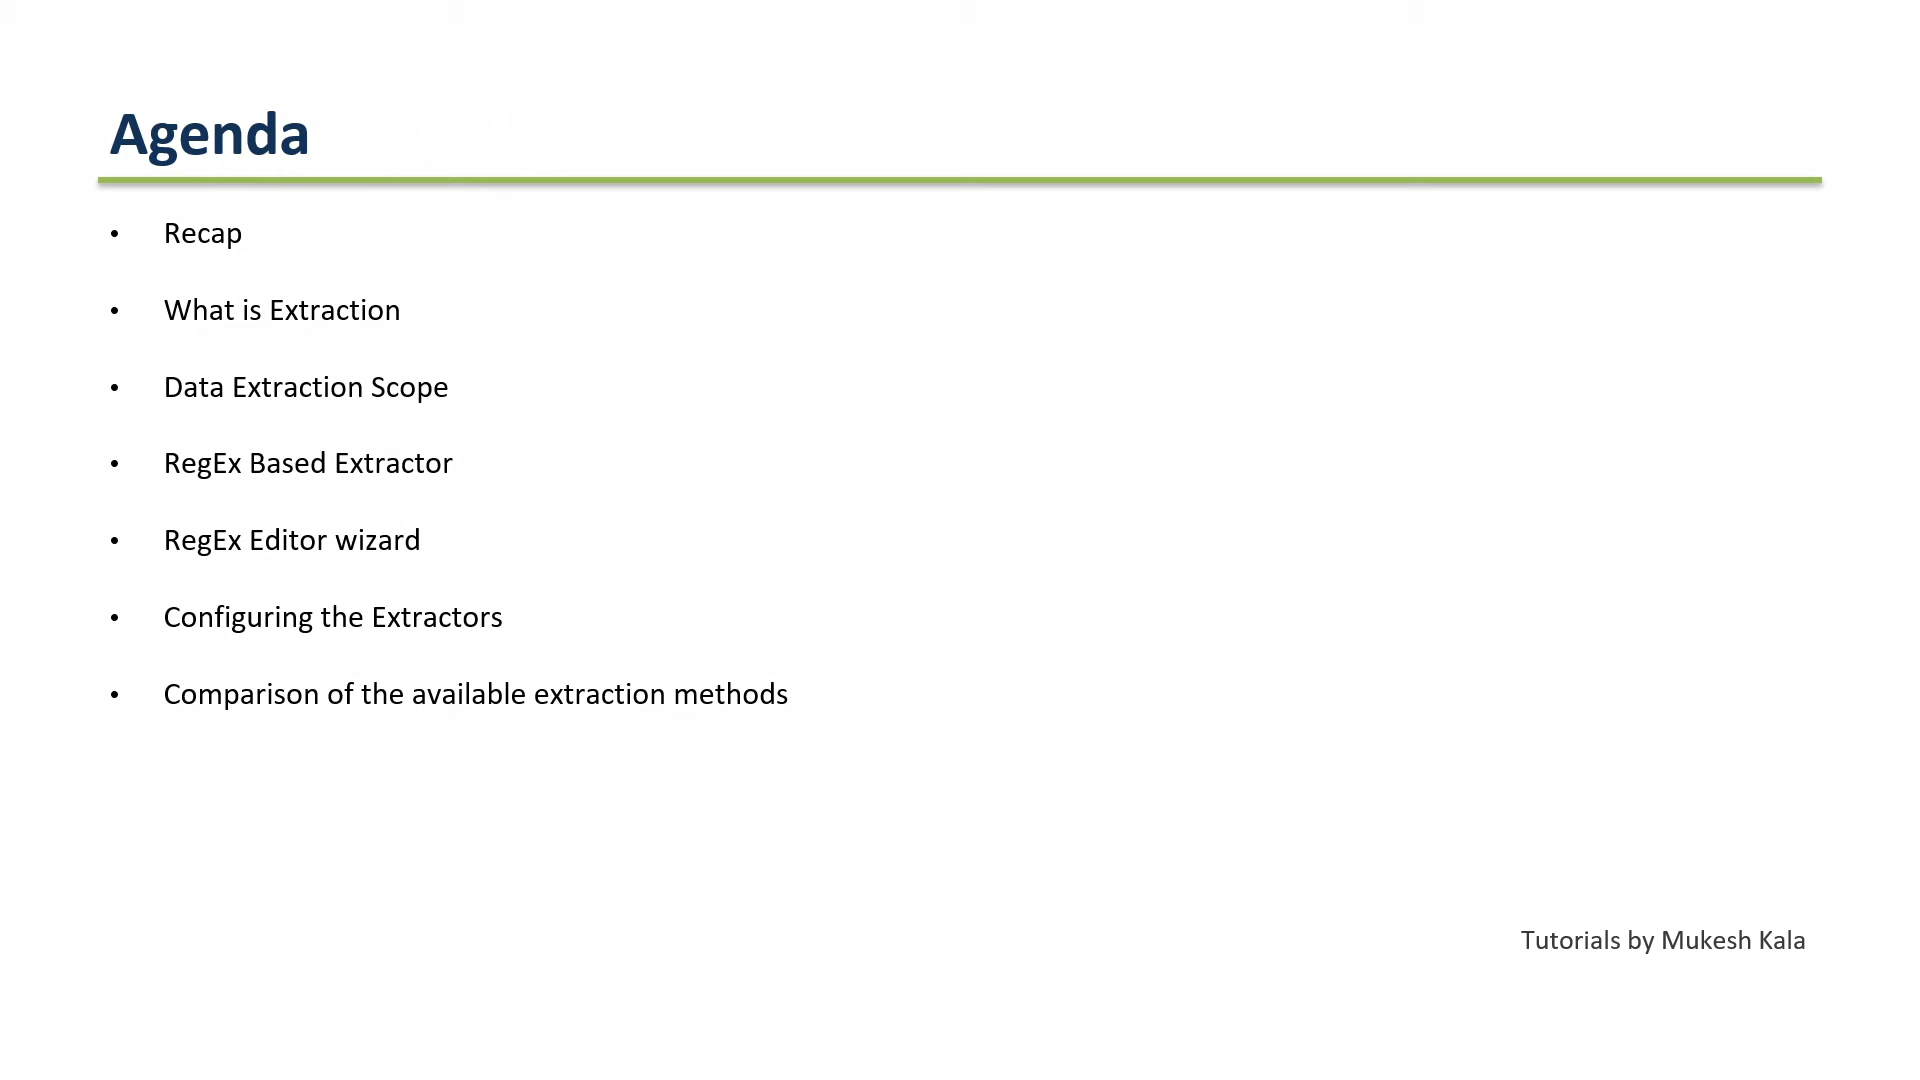 Agenda
• Recap
• What is Extraction
• Data Extraction Scope
• RegEx Based Extractor
• RegEx Editor wizard
• Configuring the Extractors
• Comparison of the available extraction methods
Tutorials by Mukesh Kala